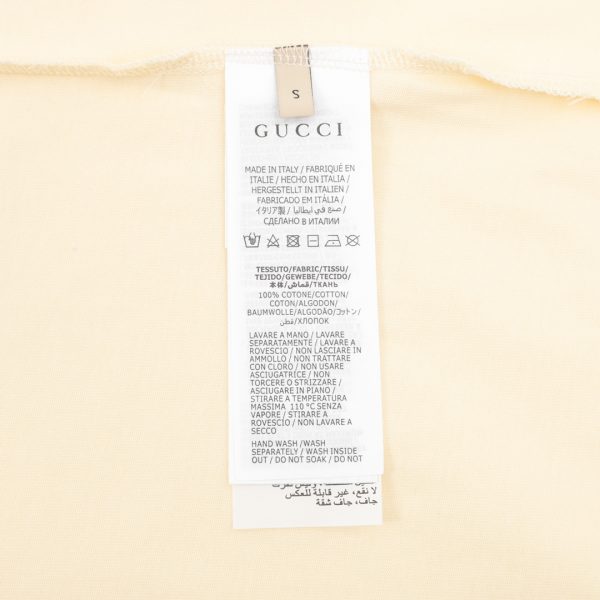 S
GUCCI
MADE IN ITALY / FABRIQUÉ EN
ITALIE / HECHO EN ITALIA /
HERGESTELLT IN ITALIEN /
FABRICADO EM ITÁLIA /
イタリア製 / صنع في ايطاليا /
СДЕЛАНО В ИТАЛИИ
TESSUTO/FABRIC/TISSU/
TEJIDO/GEWEBE/TECIDO/
本体/قماش/ТКАНЬ
100% COTONE/COTTON/
COTON/ALGODON/
BAUMWOLLE/ALGODÃO/コットン/
قطن/ХЛОПОК
LAVARE A MANO / LAVARE
SEPARATAMENTE / LAVARE A
ROVESCIO / NON LASCIARE IN
AMMOLLO / NON TRATTARE
CON CLORO / NON USARE
ASCIUGATRICE / NON
TORCERE O STRIZZARE /
ASCIUGARE IN PIANO /
STIRARE A TEMPERATURA
MASSIMA 110 °C SENZA
VAPORE / STIRARE A
ROVESCIO / NON LAVARE A
SECCO
HAND WASH /WASH
SEPARATELY / WASH INSIDE
OUT / DO NOT SOAK / DO NOT
لا نقع، غير قابلة للعكس
جاف، جاف شقة